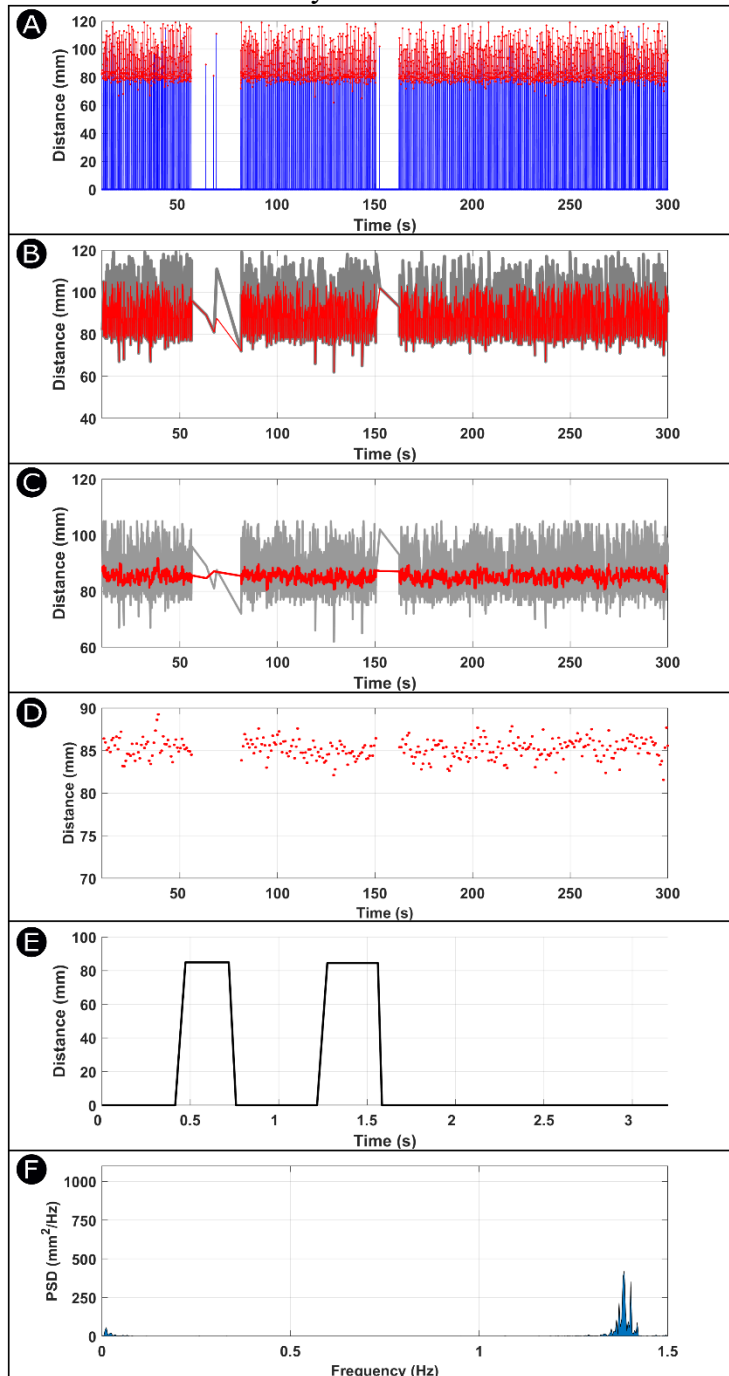 A
120
100
80
60
40
20
0
Distance (mm)
50 100 150 200 250 300
Time (s)
B
120
100
80
60
40
Distance (mm)
50 100 150 200 250 300
Time (s)
C
120
100
80
60
Distance (mm)
50 100 150 200 250 300
Time (s)
D
90
85
80
75
70
Distance (mm)
50 100 150 200 250 300
Time (s)
E
100
80
60
40
20
0
Distance (mm)
0 0.5 1 1.5 2 2.5 3
Time (s)
F
1000
750
500
250
0
PSD (mm²/Hz)
0 0.5 1 1.5
Frequency (Hz)